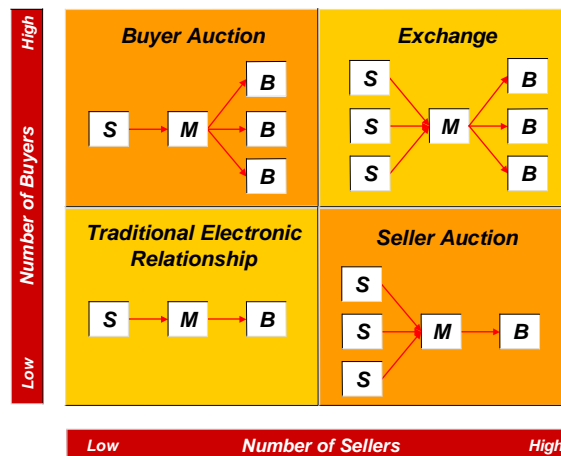 High
Number of Buyers
Low
Buyer Auction
S
M
B
B
B
Exchange
S
S
S
M
B
B
B
Traditional Electronic
Relationship
S
M
B
Seller Auction
S
S
S
M
B
Low
Number of Sellers
High